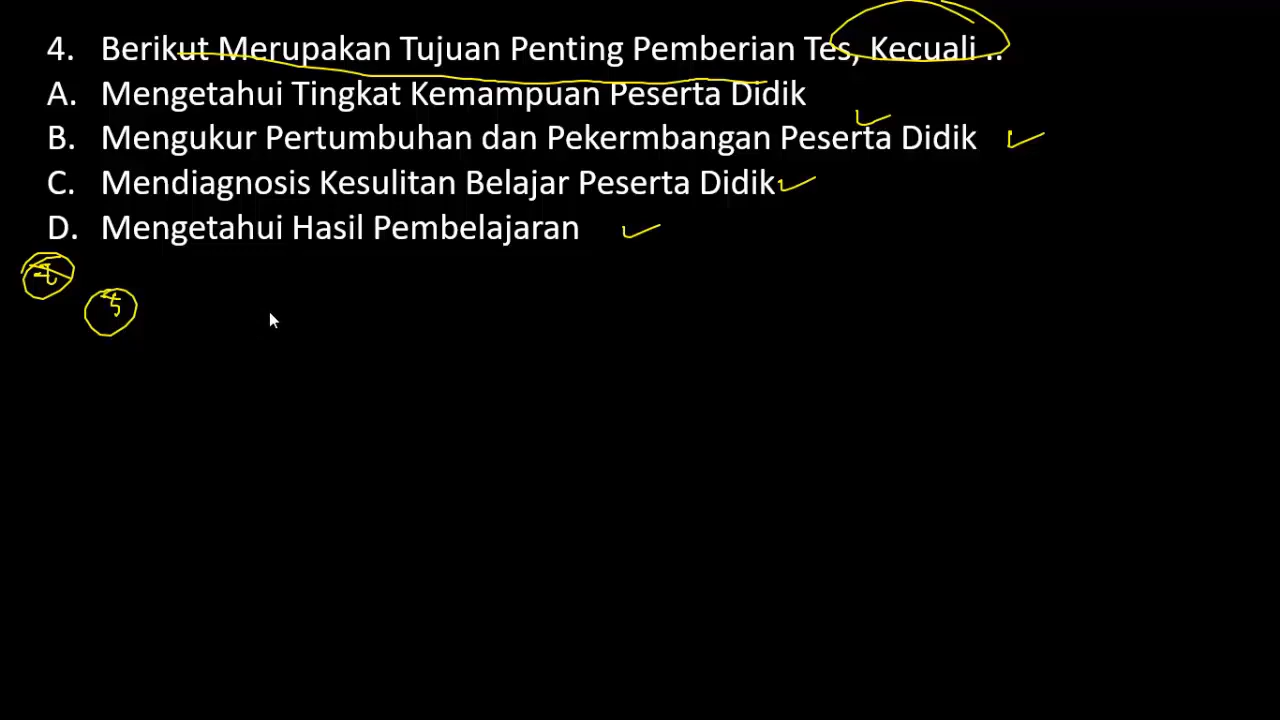 4. Berikut Merupakan Tujuan Penting Pemberian Tes, Kecuali ..
A. Mengetahui Tingkat Kemampuan Peserta Didik
B. Mengukur Pertumbuhan dan Pekermbangan Peserta Didik
C. Mendiagnosis Kesulitan Belajar Peserta Didik
D. Mengetahui Hasil Pembelajaran